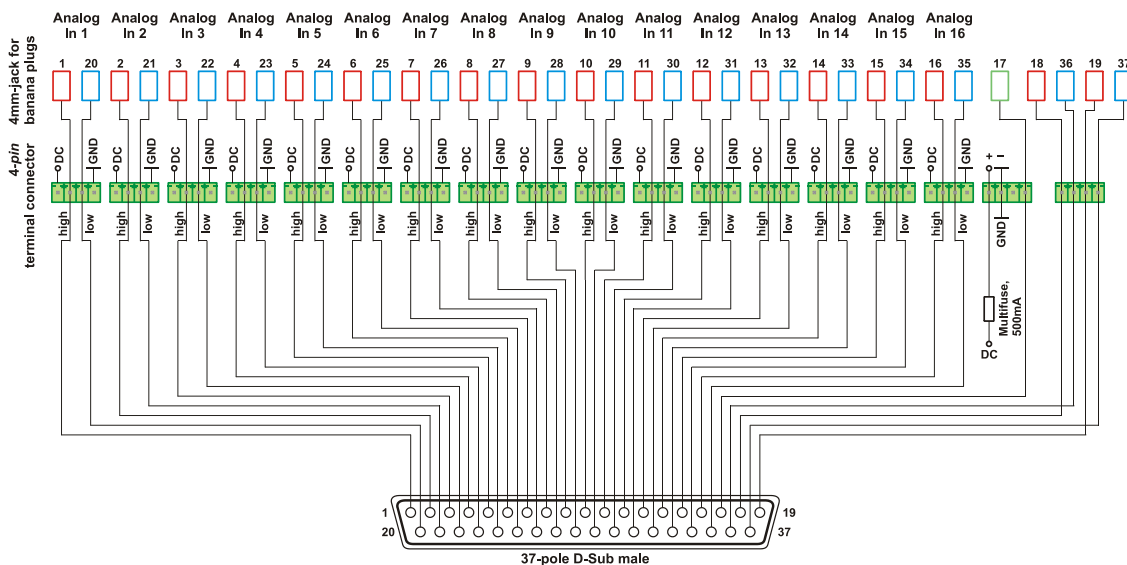 Analog Analog Analog Analog Analog Analog Analog Analog Analog Analog Analog Analog Analog Analog Analog Analog
In 1 In 2 In 3 In 4 In 5 In 6 In 7 In 8 In 9 In 10 In 11 In 12 In 13 In 14 In 15 In 16
4mm-jack for
banana plugs
1 20 2 21 3 22 4 23 5 24 6 25 7 26 8 27 9 28 10 29 11 30 12 31 13 32 14 33 15 34 16 35 17 18 36 19 37
4-pin
terminal connector
DC GND DC GND DC GND DC GND DC GND DC GND DC GND DC GND DC GND DC GND DC GND DC GND DC GND DC GND DC GND DC GND + −
high low high low high low high low high low high low high low high low high low high low high low high low high low high low high low high low GND
Multifuse,
500mA
DC
1 19
20 37
37-pole D-Sub male